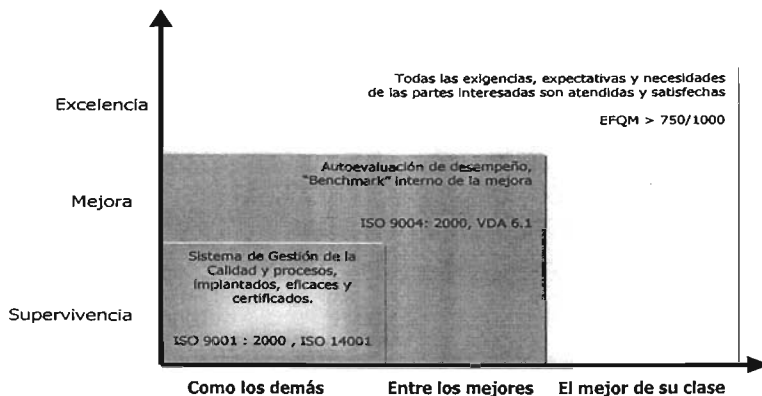 Todas las exigencias, expectativas y necesidades
de las partes interesadas son atendidas y satisfechas
EFQM > 750/1000
Excelencia
Autoevaluación de desempeño,
"Benchmark" interno de la mejora
ISO 9004: 2000, VDA 6.1
Mejora
Sistema de Gestión de la
Calidad y procesos,
implantados, eficaces y
certificados.
ISO 9001 : 2000 , ISO 14001
Supervivencia
Como los demás
Entre los mejores
El mejor de su clase